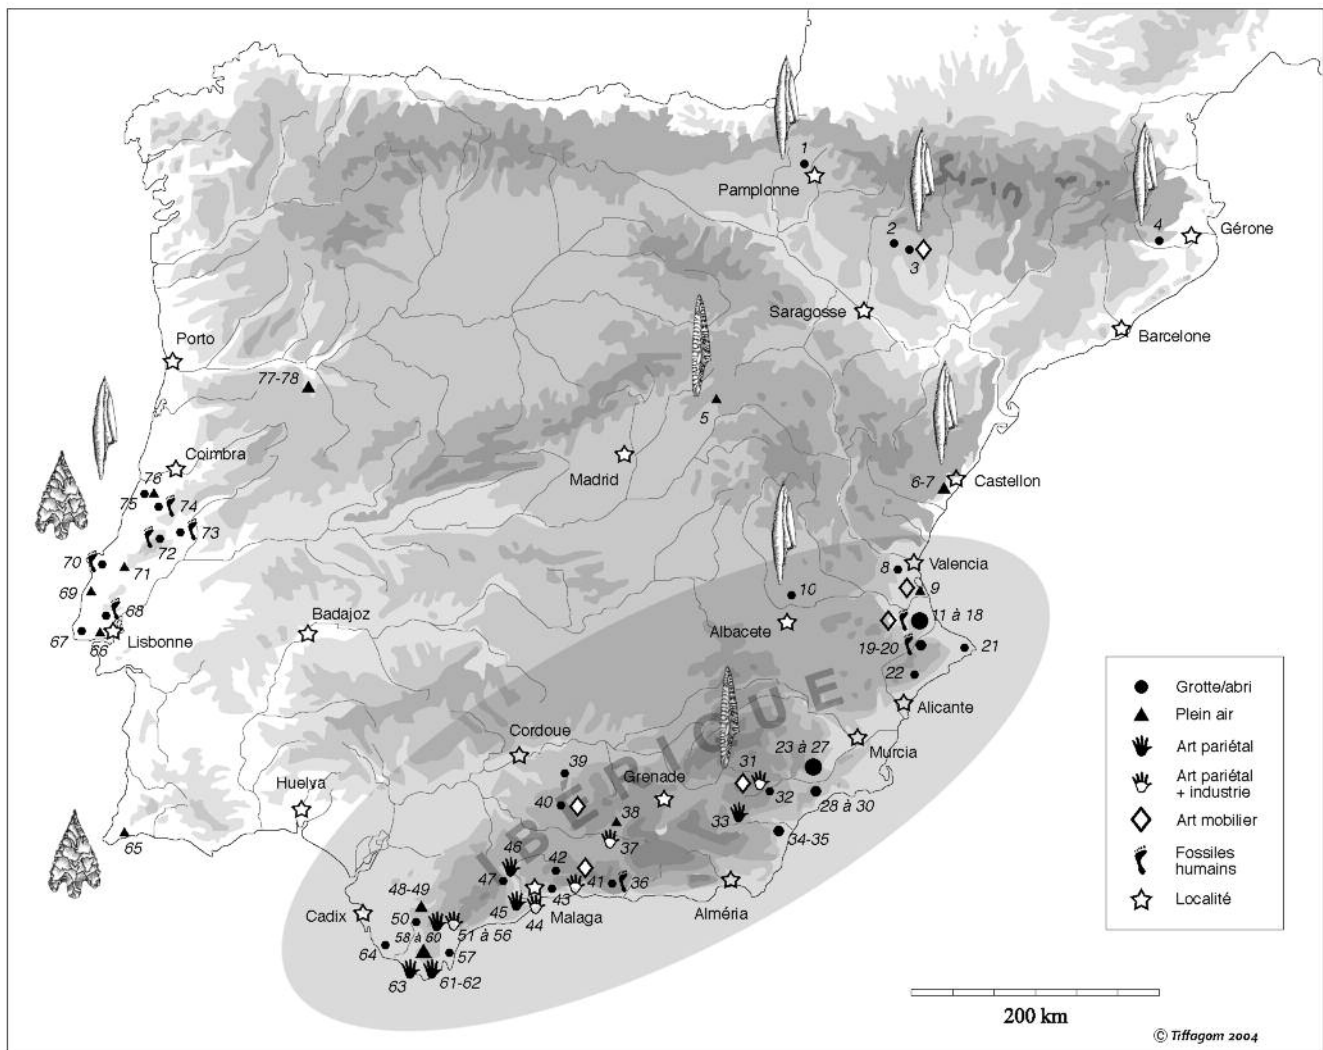 1
Pamplonne
2
3
4
Gérone
Saragosse
Barcelone
Porto
77-78
5
Coimbra
Madrid
6-7
Castellon
76
75
74
73
72
70
71
69
68
67
66
Lisbonne
Badajoz
8
Valencia
9
10
Albacete
11 à 18
19-20
21
22
Alicante
Murcia
IBÉRIQUE
Cordoue
39
40
Grenade
31
23 à 27
32
28 à 30
33
34-35
38
37
Huelva
65
46
47
42
41
36
43
45
44
Malaga
Alméria
48-49
Cadix
50
58 à 60
51 à 56
64
57
63
61-62
Grotte/abri
Plein air
Art pariétal
Art pariétal
+ industrie
Art mobilier
Fossiles
humains
Localité
200 km
© Tiffagom 2004